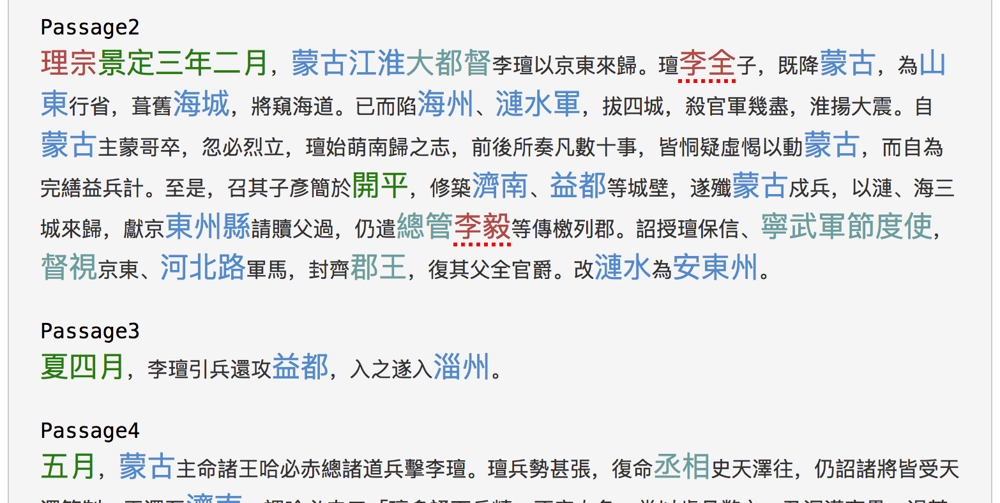 Passage2
理宗景定三年二月，蒙古江淮大都督李璮以京東來歸。璮李全子，既降蒙古，為山
東行省，葺舊海城，將窺海道。已而陷海州、漣水軍，拔四城，殺官軍幾盡，淮揚大震。自
蒙古主蒙哥卒，忽必烈立，璮始萌南歸之志，前後所奏凡數十事，皆恫疑虛愒以動蒙古，而自為
完繕益兵計。至是，召其子彥簡於開平，修築濟南、益都等城壁，遂殲蒙古戍兵，以漣、海三
城來歸，獻京東州縣請贖父過，仍遣總管李毅等傳檄列郡。詔授璮保信、寧武軍節度使，
督視京東、河北路軍馬，封齊郡王，復其父全官爵。改漣水為安東州。
Passage3
夏四月，李璮引兵還攻益都，入之遂入淄州。
Passage4
五月，蒙古主命諸王哈必赤總諸道兵擊李璮。璮兵勢甚張，復命丞相史天澤往，仍詔諸將皆受天